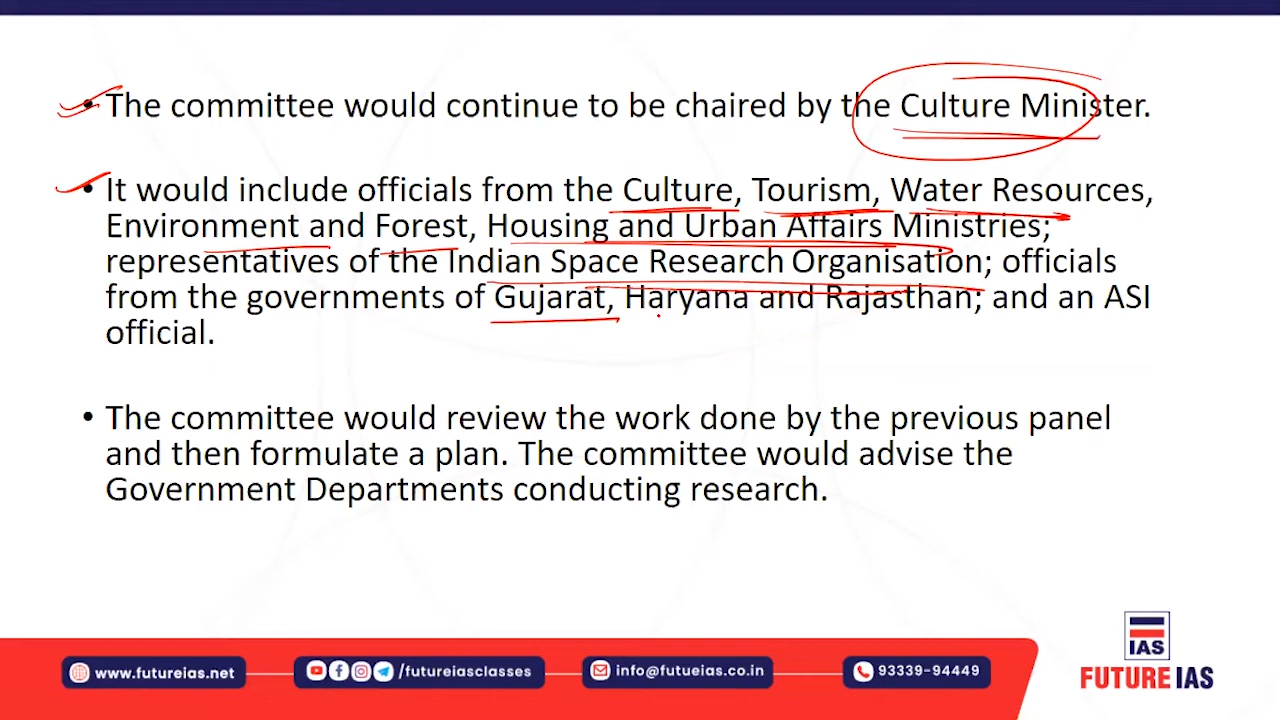 • The committee would continue to be chaired by the Culture Minister.
• It would include officials from the Culture, Tourism, Water Resources,
Environment and Forest, Housing and Urban Affairs Ministries;
representatives of the Indian Space Research Organisation; officials
from the governments of Gujarat, Haryana and Rajasthan; and an ASI
official.
• The committee would review the work done by the previous panel
and then formulate a plan. The committee would advise the
Government Departments conducting research.
IAS
www.futureias.net
/futureiasclasses
info@futueias.co.in
93339-94449
FUTURE IAS